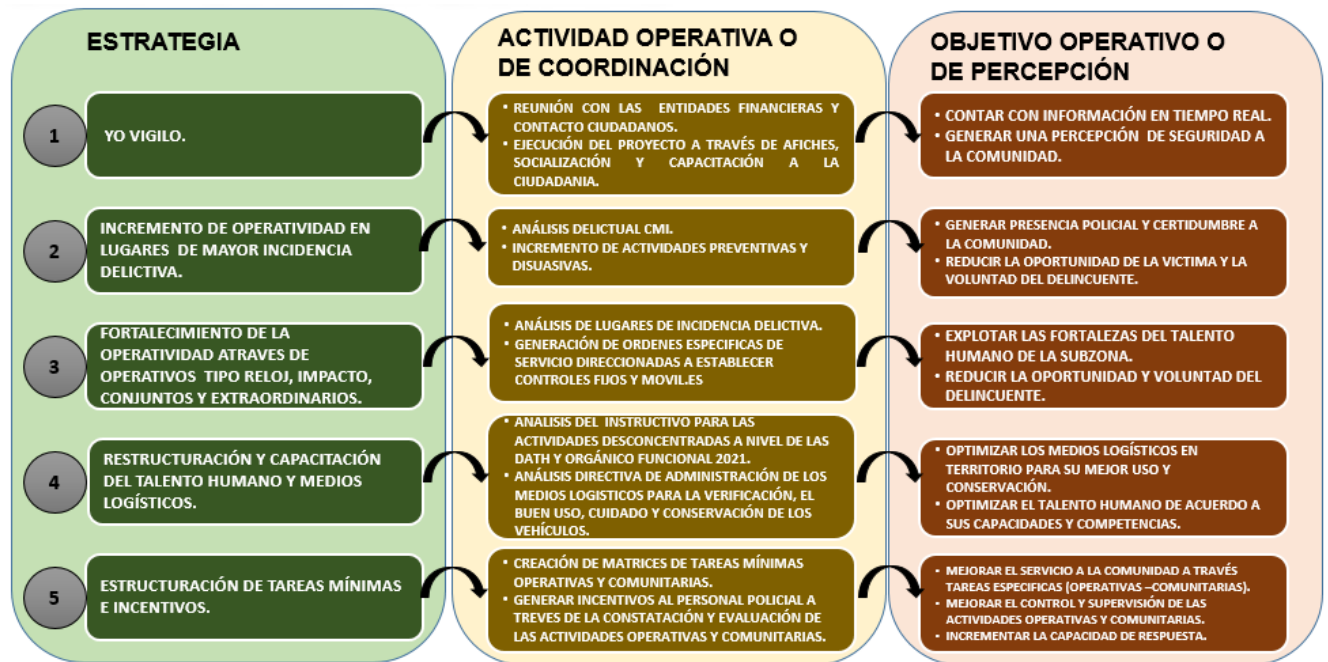 ESTRATEGIA
ACTIVIDAD OPERATIVA O
DE COORDINACIÓN
OBJETIVO OPERATIVO O
DE PERCEPCIÓN
1
YO VIGILO.
• REUNIÓN CON LAS ENTIDADES FINANCIERAS Y
CONTACTO CIUDADANOS.
• EJECUCIÓN DEL PROYECTO A TRAVÉS DE AFICHES,
SOCIALIZACIÓN Y CAPACITACIÓN A LA
CIUDADANIA.
• CONTAR CON INFORMACIÓN EN TIEMPO REAL.
• GENERAR UNA PERCEPCIÓN DE SEGURIDAD A
LA COMUNIDAD.
2
INCREMENTO DE OPERATIVIDAD EN
LUGARES DE MAYOR INCIDENCIA
DELICTIVA.
• ANÁLISIS DELICTUAL CMI.
• INCREMENTO DE ACTIVIDADES PREVENTIVAS Y
DISUASIVAS.
• GENERAR PRESENCIA POLICIAL Y CERTIDUMBRE A
LA COMUNIDAD.
• REDUCIR LA OPORTUNIDAD DE LA VICTIMA Y LA
VOLUNTAD DEL DELINCUENTE.
3
FORTALECIMIENTO DE LA
OPERATIVIDAD ATRAVES DE
OPERATIVOS TIPO RELOJ, IMPACTO,
CONJUNTOS Y EXTRAORDINARIOS.
• ANÁLISIS DE LUGARES DE INCIDENCIA DELICTIVA.
• GENERACIÓN DE ORDENES ESPECIFICAS DE
SERVICIO DIRECCIONADAS A ESTABLECER
CONTROLES FIJOS Y MOVIL.ES
• EXPLOTAR LAS FORTALEZAS DEL TALENTO
HUMANO DE LA SUBZONA.
• REDUCIR LA OPORTUNIDAD Y VOLUNTAD DEL
DELINCUENTE.
4
RESTRUCTURACIÓN Y CAPACITACIÓN
DEL TALENTO HUMANO Y MEDIOS
LOGÍSTICOS.
• ANALISIS DEL INSTRUCTIVO PARA LAS
ACTIVIDADES DESCONCENTRADAS A NIVEL DE LAS
DATH Y ORGÁNICO FUNCIONAL 2021.
• ANÁLISIS DIRECTIVA DE ADMINISTRACIÓN DE LOS
MEDIOS LOGISTICOS PARA LA VERIFICACIÓN, EL
BUEN USO, CUIDADO Y CONSERVACIÓN DE LOS
VEHÍCULOS.
• OPTIMIZAR LOS MEDIOS LOGÍSTICOS EN
TERRITORIO PARA SU MEJOR USO Y
CONSERVACIÓN.
• OPTIMIZAR EL TALENTO HUMANO DE ACUERDO A
SUS CAPACIDADES Y COMPETENCIAS.
5
ESTRUCTURACIÓN DE TAREAS MÍNIMAS
E INCENTIVOS.
• CREACIÓN DE MATRICES DE TAREAS MÍNIMAS
OPERATIVAS Y COMUNITARIAS.
• GENERAR INCENTIVOS AL PERSONAL POLICIAL A
TREVES DE LA CONSTATACIÓN Y EVALUACIÓN DE
LAS ACTIVIDADES OPERATIVAS Y COMUNITARIAS.
• MEJORAR EL SERVICIO A LA COMUNIDAD A TRAVÉS
TAREAS ESPECIFICAS (OPERATIVAS –COMUNITARIAS).
• MEJORAR EL CONTROL Y SUPERVISIÓN DE LAS
ACTIVIDADES OPERATIVAS Y COMUNITARIAS.
• INCREMENTAR LA CAPACIDAD DE RESPUESTA.